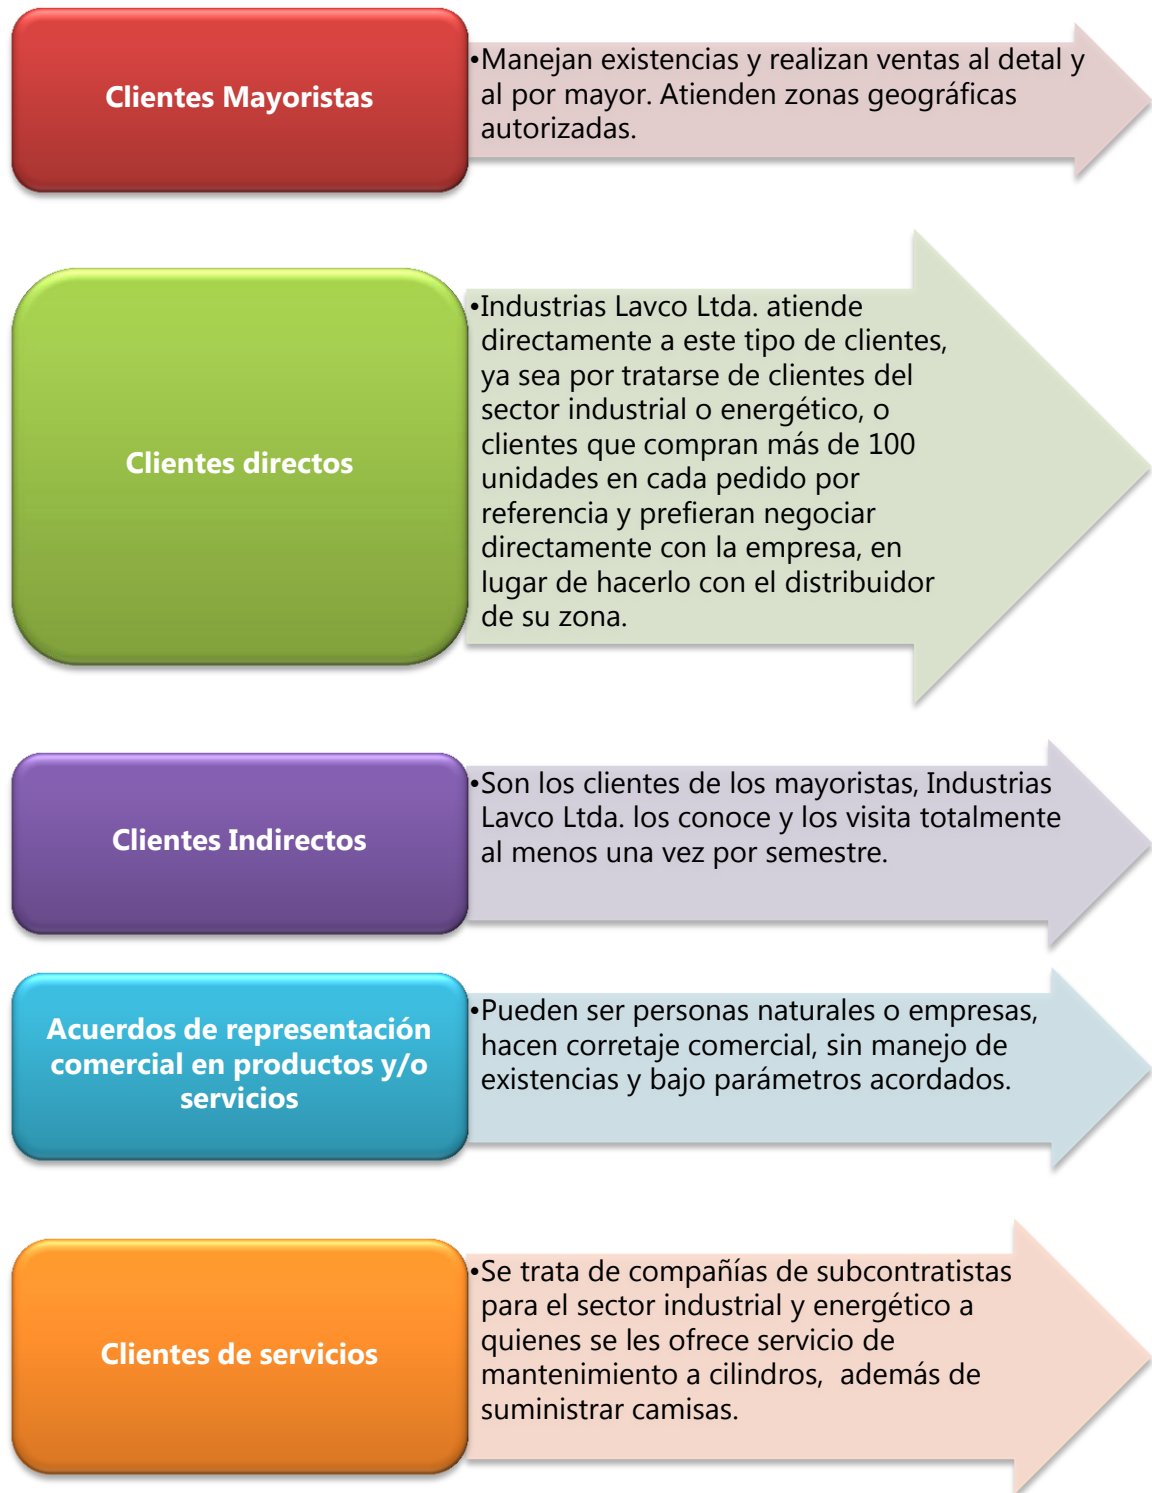 Clientes Mayoristas
•Manejan existencias y realizan ventas al detal y
al por mayor. Atienden zonas geográficas
autorizadas.
Clientes directos
•Industrias Lavco Ltda. atiende
directamente a este tipo de clientes,
ya sea por tratarse de clientes del
sector industrial o energético, o
clientes que compran más de 100
unidades en cada pedido por
referencia y prefieran negociar
directamente con la empresa, en
lugar de hacerlo con el distribuidor
de su zona.
Clientes Indirectos
•Son los clientes de los mayoristas, Industrias
Lavco Ltda. los conoce y los visita totalmente
al menos una vez por semestre.
Acuerdos de representación
comercial en productos y/o
servicios
•Pueden ser personas naturales o empresas,
hacen corretaje comercial, sin manejo de
existencias y bajo parámetros acordados.
Clientes de servicios
•Se trata de compañías de subcontratistas
para el sector industrial y energético a
quienes se les ofrece servicio de
mantenimiento a cilindros,  además de
suministrar camisas.